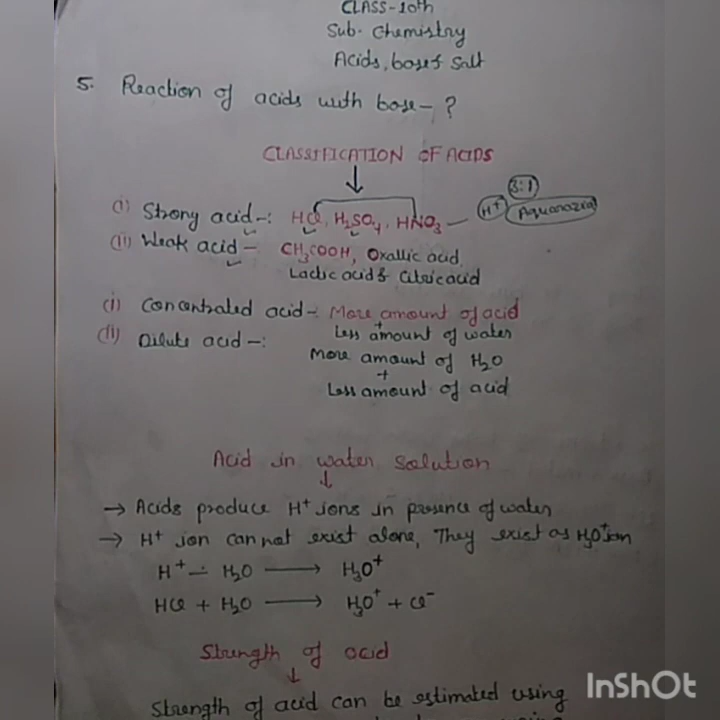 CLASS-10th
Sub- Chemistry
Acids, bases Salt
5. Reaction of acids with base- ?
CLASSIFICATION OF ACIDS
(i) Strong acid-: HCl, H2SO4, HNO3 — H+ 3:1
(ii) Weak acid -: CH3COOH, Oxallic acid,
Lactic acid & Citric acid
(i) Concentrated acid-: More amount of acid
+
Less amount of water
(ii) Dilute acid-:
More amount of H2O
+
Less amount of acid
Acid in water solution
→ Acids produce H+ ions in presence of water
→ H+ ion can not exist alone, They exist as H3O+ ion
H+ ∸ H2O ⟶ H3O+
HCl + H2O ⟶ H3O+ + Cl-
Strength of acid
Strength of acid can be estimated using
InShOt